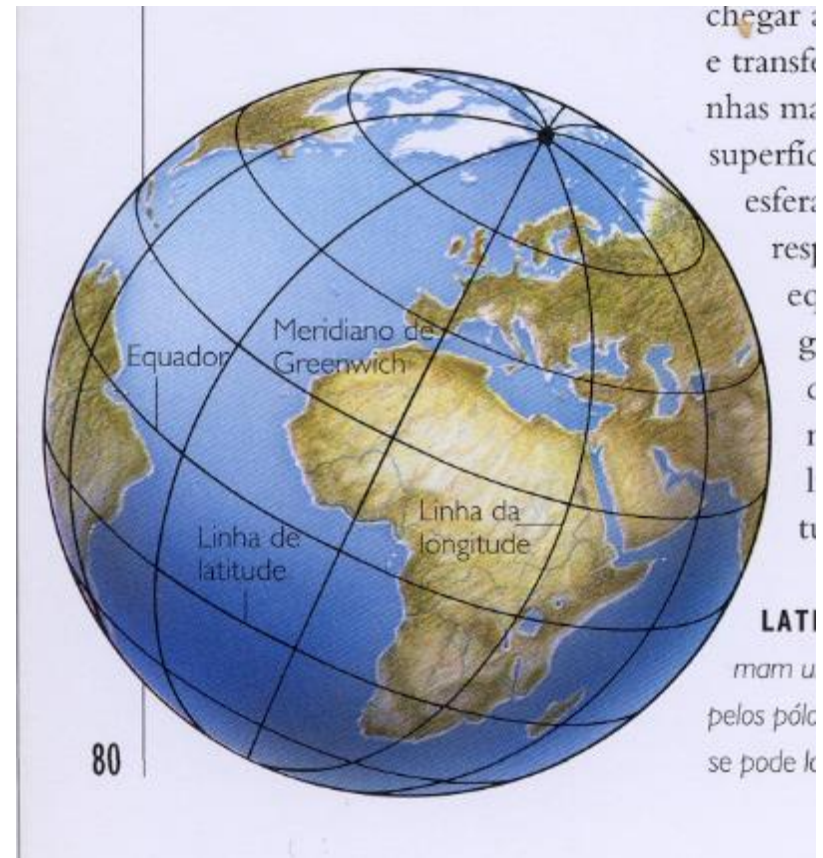 chegar a
e transfe
nhas ma
superfíc
esfera
resp
eq
g
c
n
l
tu
Meridiano de
Greenwich
Equador
Linha da
longitude
Linha de
latitude
LATI
mam u
pelos pólo
se pode lo
80